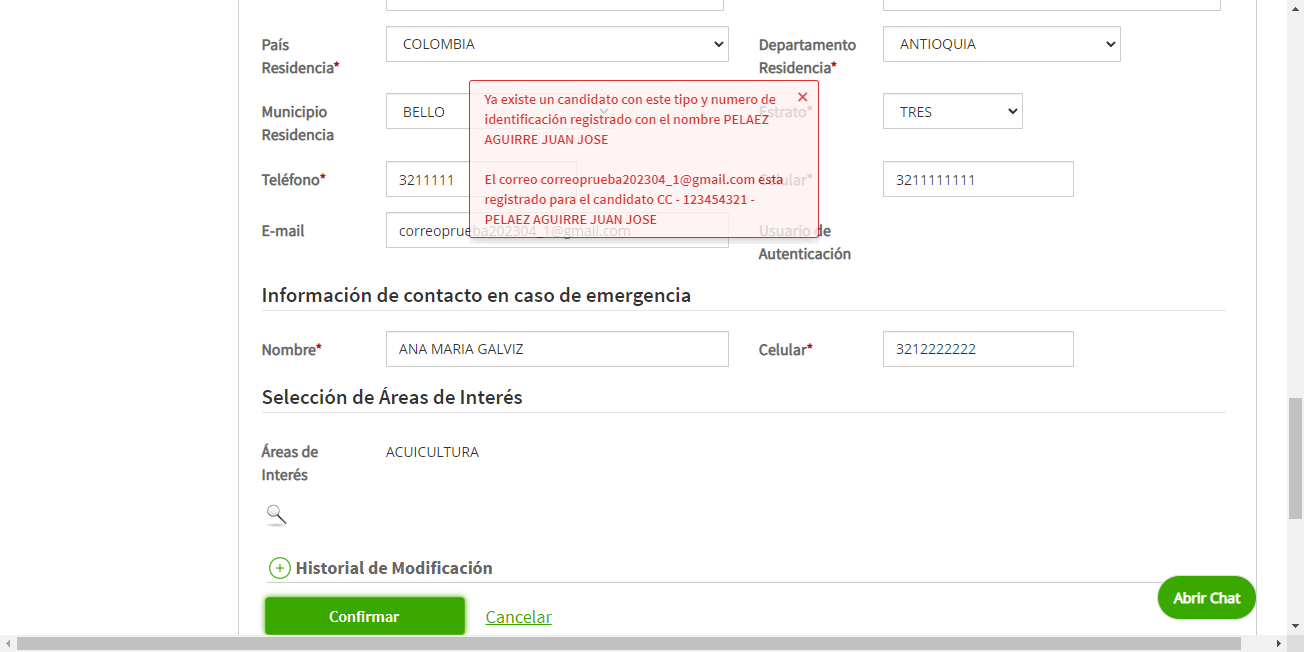 País
Residencia*
COLOMBIA
Departamento
Residencia*
ANTIOQUIA
Municipio
Residencia
BELLO
Estrato*
TRES
Ya existe un candidato con este tipo y numero de
identificación registrado con el nombre PELAEZ
AGUIRRE JUAN JOSE
El correo correoprueba202304_1@gmail.com esta
registrado para el candidato CC - 123454321 -
PELAEZ AGUIRRE JUAN JOSE
Teléfono*
3211111
Celular*
3211111111
E-mail
correoprueba202304_1@gmail.com
Usuario de
Autenticación
Información de contacto en caso de emergencia
Nombre*
ANA MARIA GALVIZ
Celular*
3212222222
Selección de Áreas de Interés
Áreas de
Interés
ACUICULTURA
Historial de Modificación
Confirmar
Cancelar
Abrir Chat